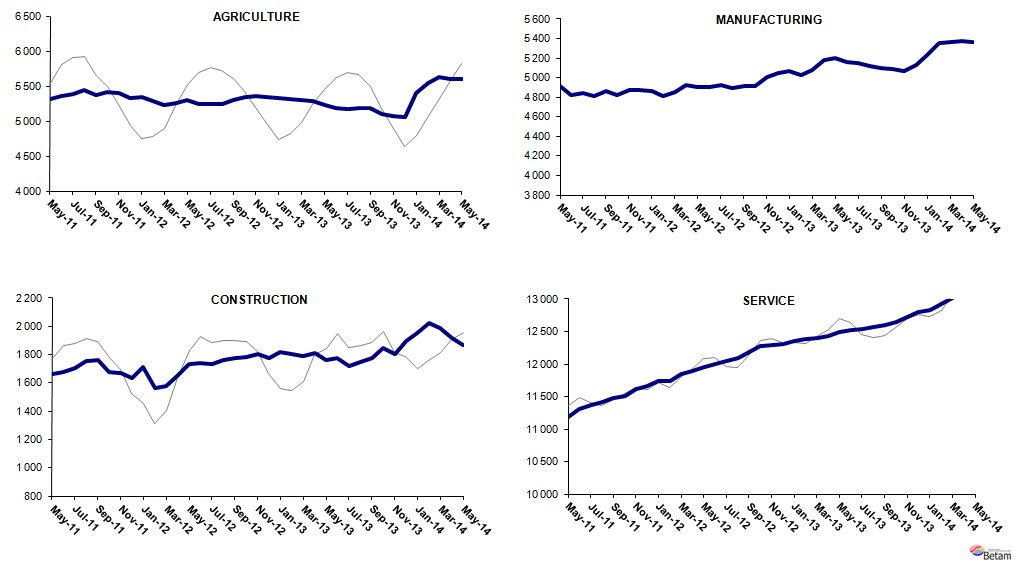 AGRICULTURE
6 500
6 000
5 500
5 000
4 500
4 000
May-11
Jul-11
Sep-11
Nov-11
Jan-12
Mar-12
May-12
Jul-12
Sep-12
Nov-12
Jan-13
Mar-13
May-13
Jul-13
Sep-13
Nov-13
Jan-14
Mar-14
May-14
MANUFACTURING
5 600
5 400
5 200
5 000
4 800
4 600
4 400
4 200
4 000
3 800
May-11
Jul-11
Sep-11
Nov-11
Jan-12
Mar-12
May-12
Jul-12
Sep-12
Nov-12
Jan-13
Mar-13
May-13
Jul-13
Sep-13
Nov-13
Jan-14
Mar-14
May-14
CONSTRUCTION
2 200
2 000
1 800
1 600
1 400
1 200
1 000
800
May-11
Jul-11
Sep-11
Nov-11
Jan-12
Mar-12
May-12
Jul-12
Sep-12
Nov-12
Jan-13
Mar-13
May-13
Jul-13
Sep-13
Nov-13
Jan-14
Mar-14
May-14
SERVICE
13 000
12 500
12 000
11 500
11 000
10 500
10 000
May-11
Jul-11
Sep-11
Nov-11
Jan-12
Mar-12
May-12
Jul-12
Sep-12
Nov-12
Jan-13
Mar-13
May-13
Jul-13
Sep-13
Nov-13
Jan-14
Mar-14
May-14
Betam